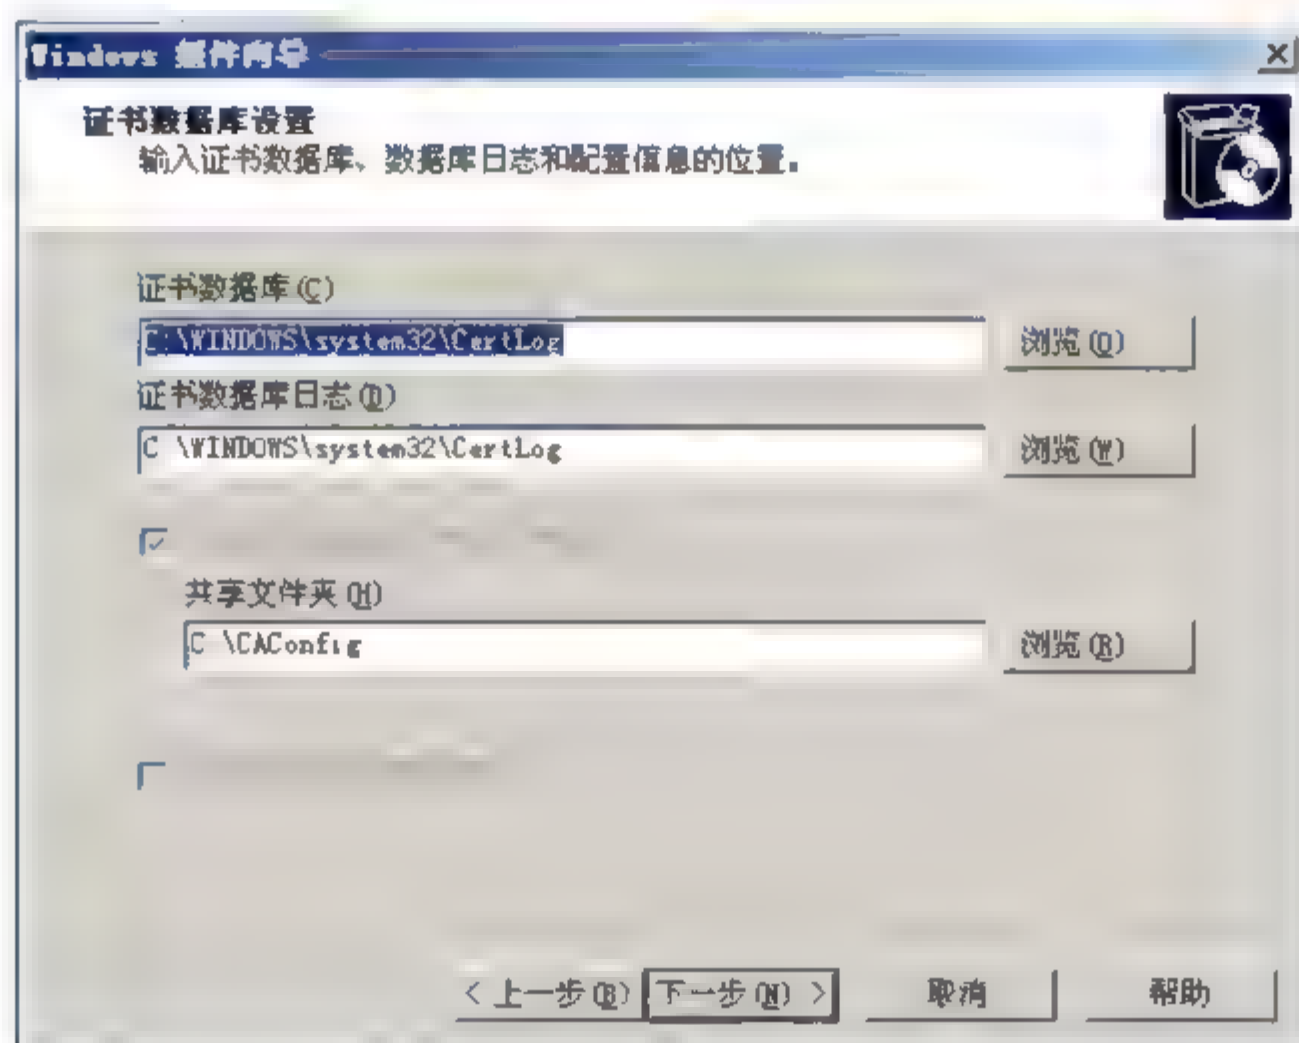 Windows 组件向导
证书数据库设置
输入证书数据库、数据库日志和配置信息的位置。
证书数据库(C)
C:\WINDOWS\system32\CertLog
浏览(O)
证书数据库日志(D)
C \WINDOWS\system32\CertLog
浏览(W)
共享文件夹(H)
C \CAConfig
浏览(R)
< 上一步(B)
下一步(N) >
取消
帮助